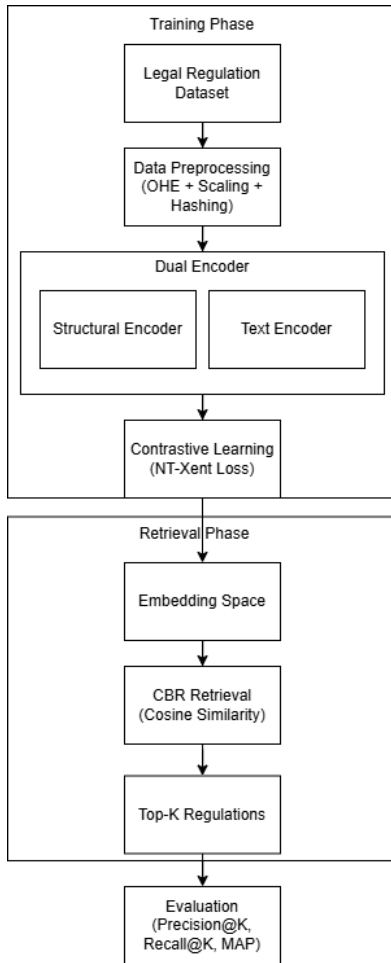 Training Phase
Legal Regulation
Dataset
Data Preprocessing
(OHE + Scaling +
Hashing)
Dual Encoder
Structural Encoder
Text Encoder
Contrastive Learning
(NT-Xent Loss)
Retrieval Phase
Embedding Space
CBR Retrieval
(Cosine Similarity)
Top-K Regulations
Evaluation
(Precision@K,
Recall@K, MAP)